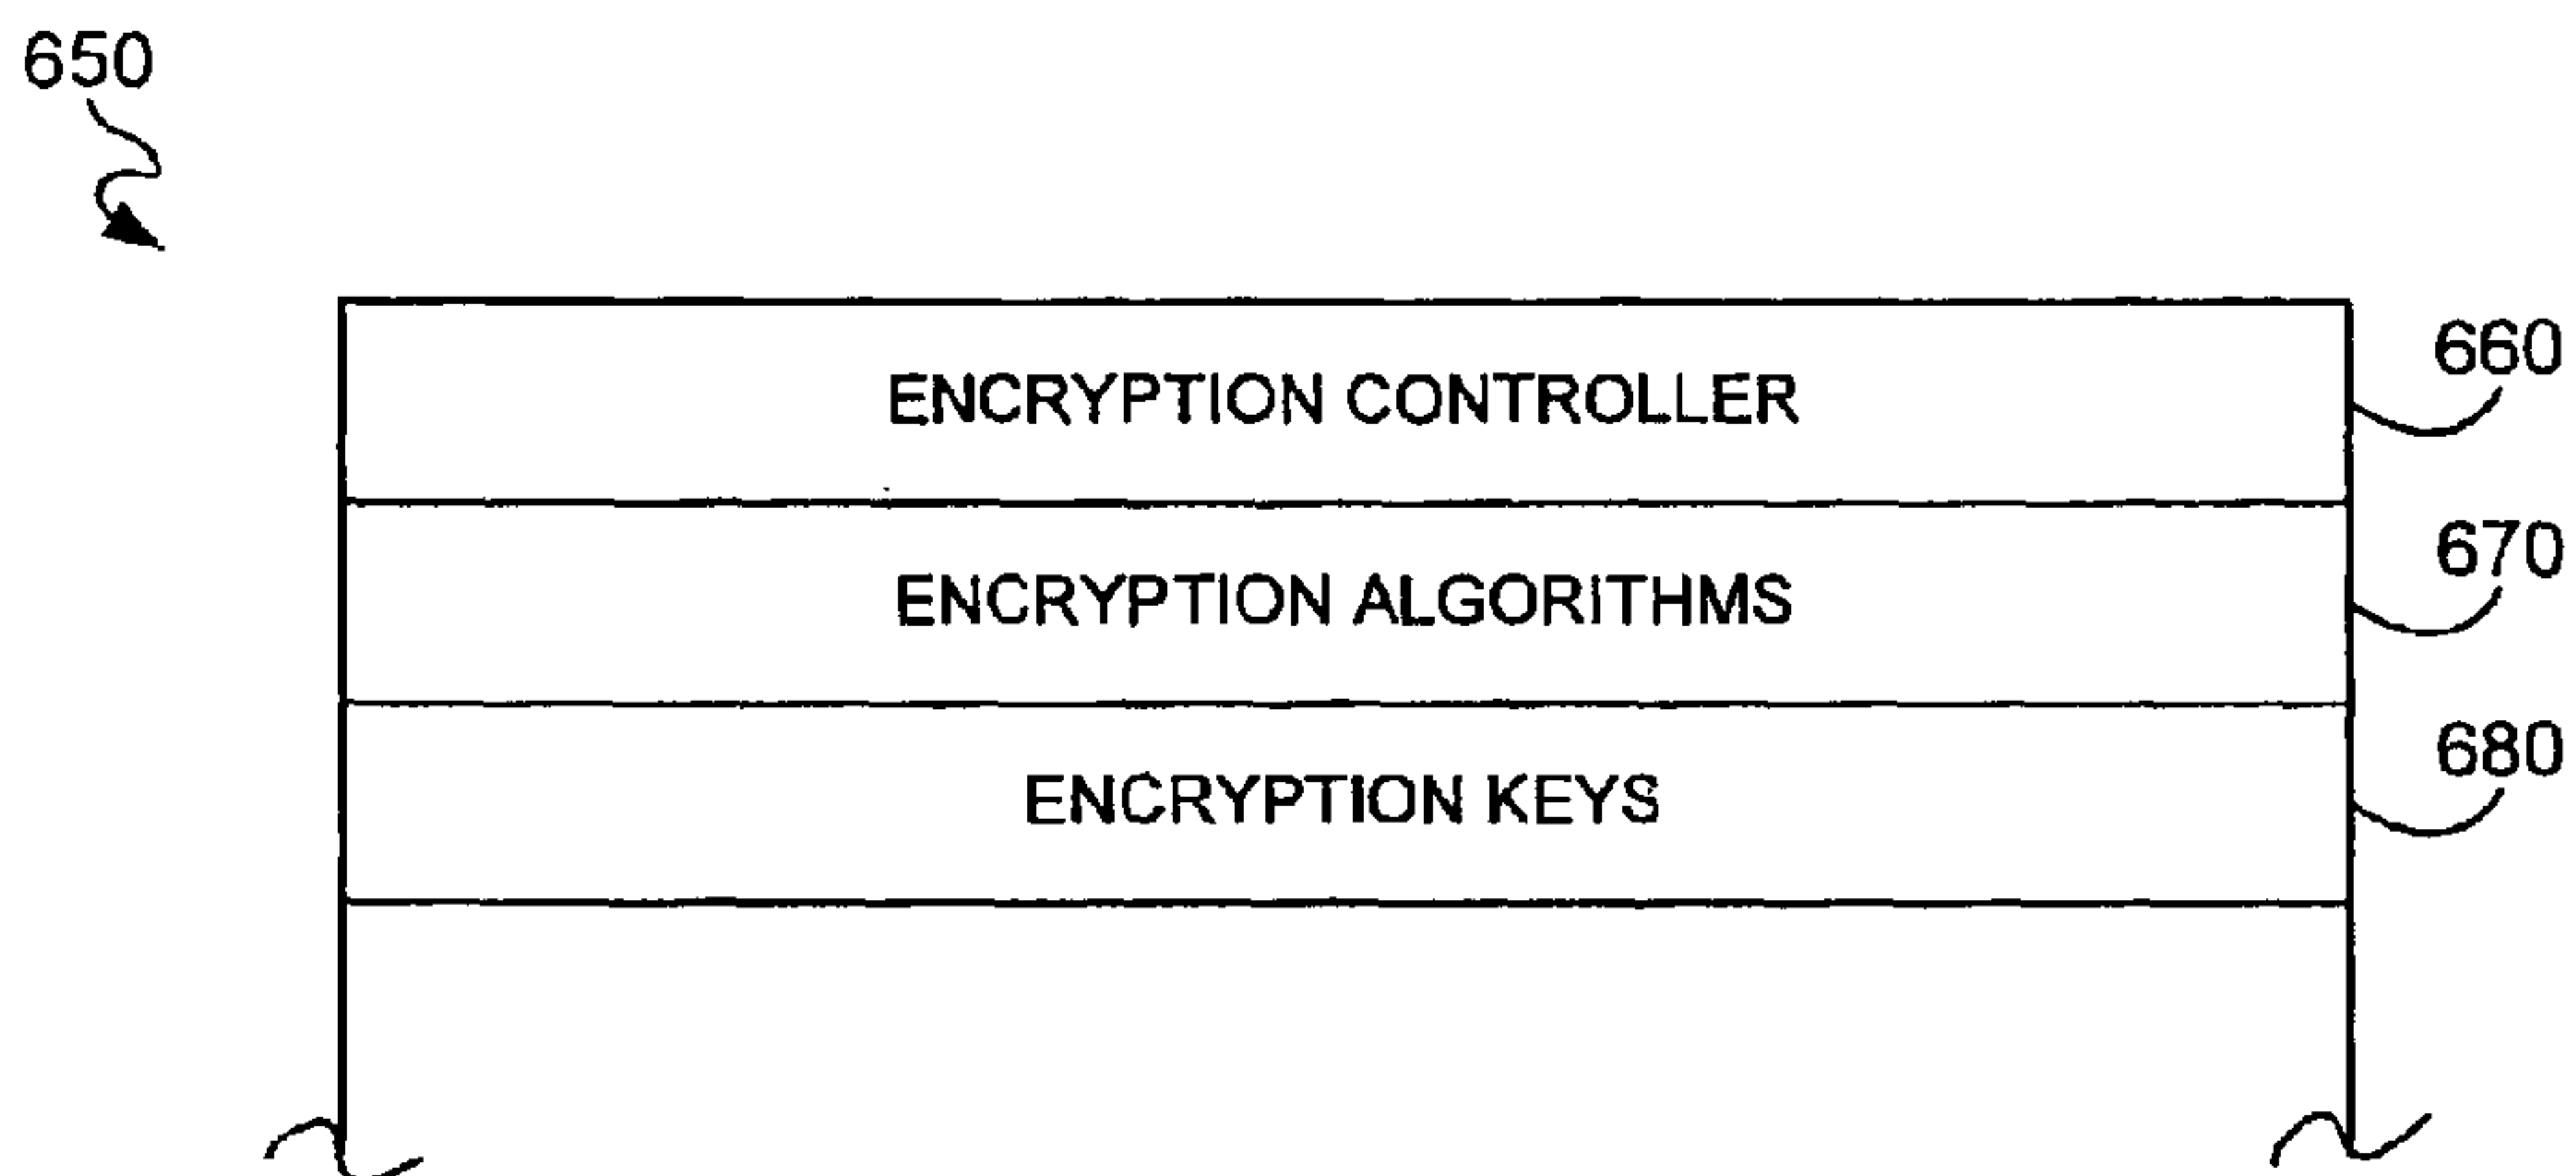 650
ENCRYPTION CONTROLLER 660
ENCRYPTION ALGORITHMS 670
ENCRYPTION KEYS 680